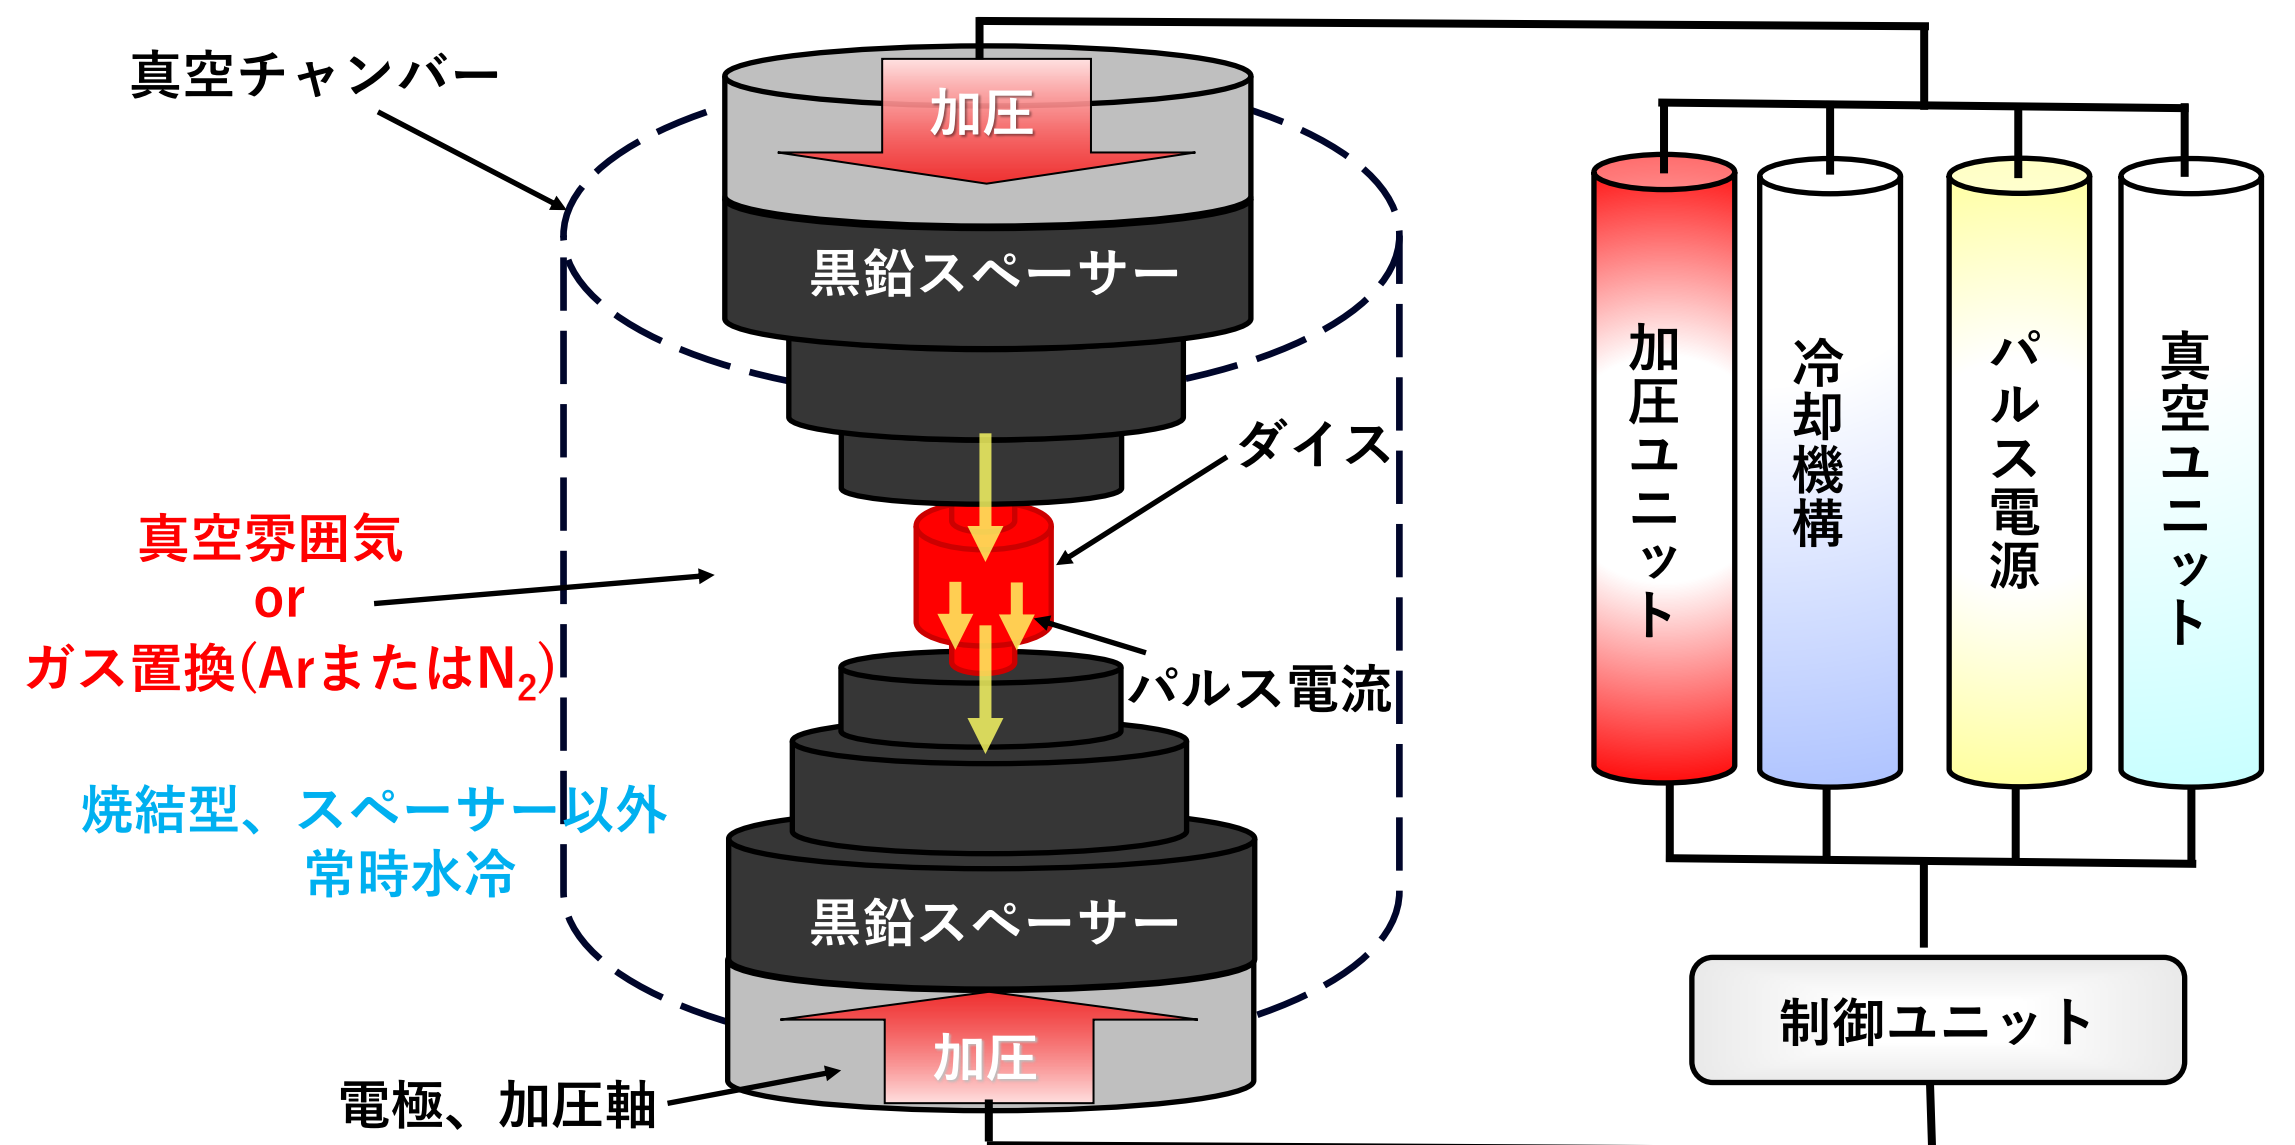 真空チャンバー
加圧
黒鉛スペーサー
ダイス
真空雰囲気
or
ガス置換(ArまたはN₂)
パルス電流
焼結型、スペーサー以外
常時水冷
黒鉛スペーサー
加圧
電極、加圧軸
加圧ユニット
冷却機構
パルス電源
真空ユニット
制御ユニット